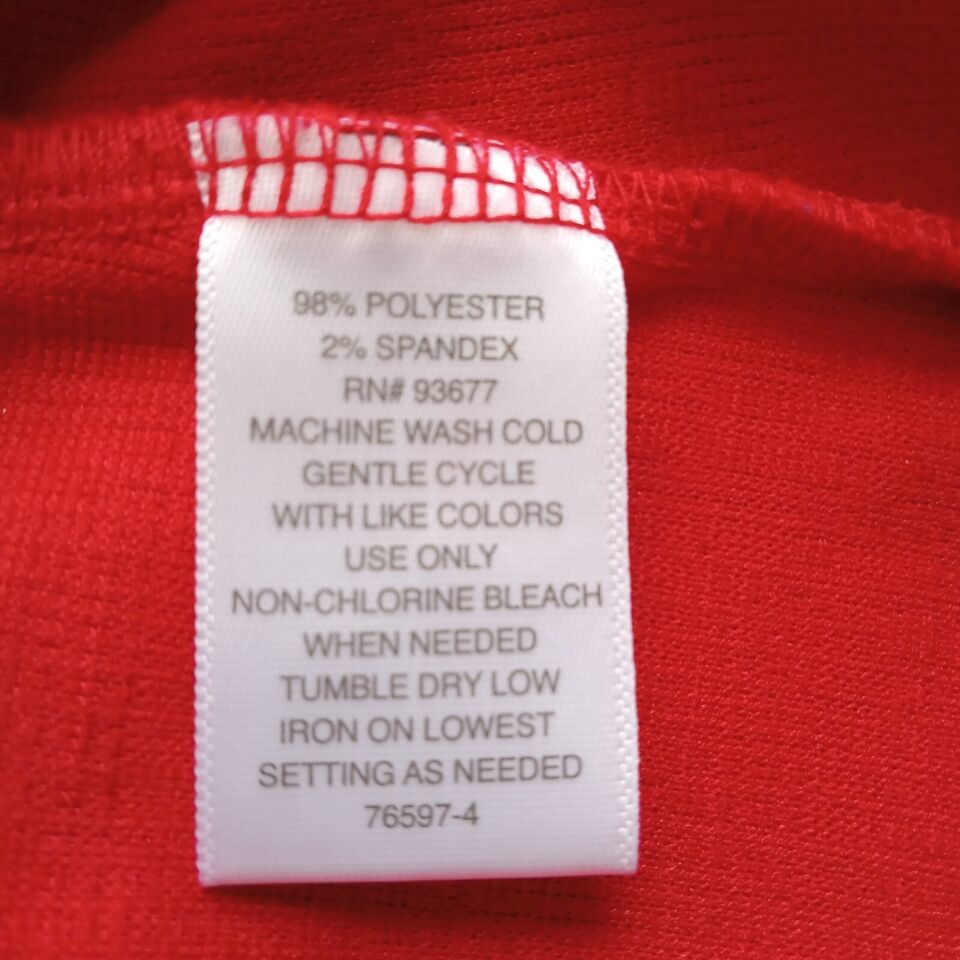 98% POLYESTER
2% SPANDEX
RN# 93677
MACHINE WASH COLD
GENTLE CYCLE
WITH LIKE COLORS
USE ONLY
NON-CHLORINE BLEACH
WHEN NEEDED
TUMBLE DRY LOW
IRON ON LOWEST
SETTING AS NEEDED
76597-4